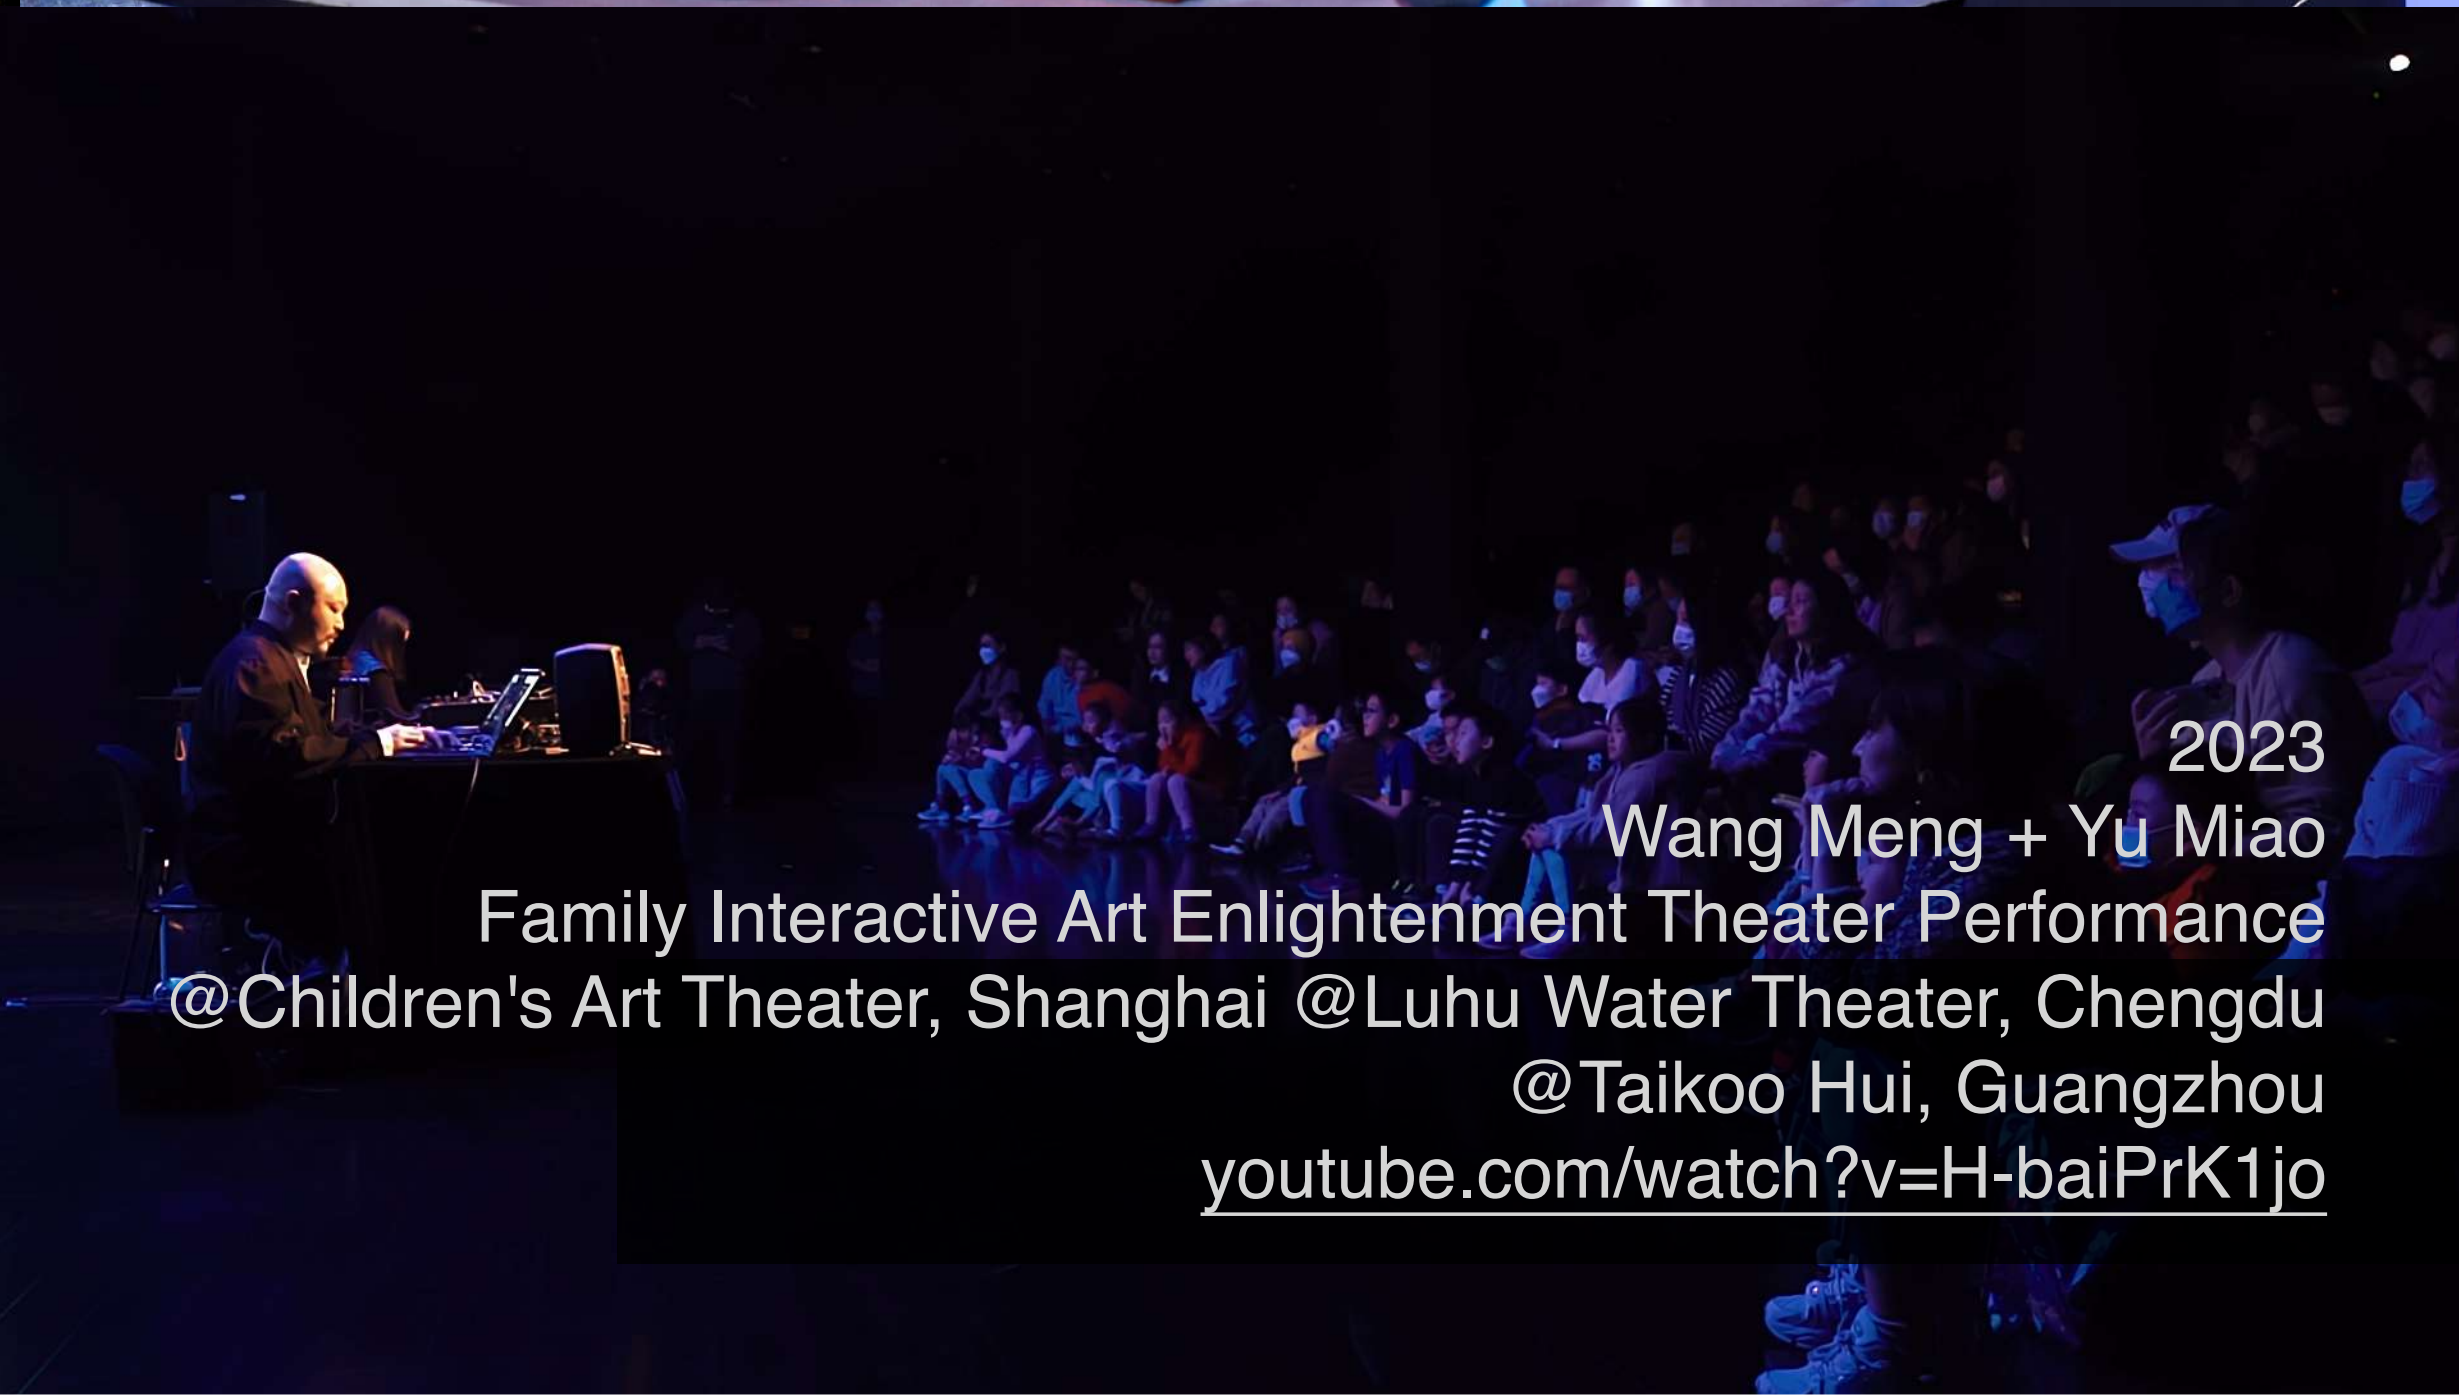 2023
Wang Meng + Yu Miao
Family Interactive Art Enlightenment Theater Performance
@Children's Art Theater, Shanghai @Luhu Water Theater, Chengdu
@Taikoo Hui, Guangzhou
youtube.com/watch?v=H-baiPrK1jo